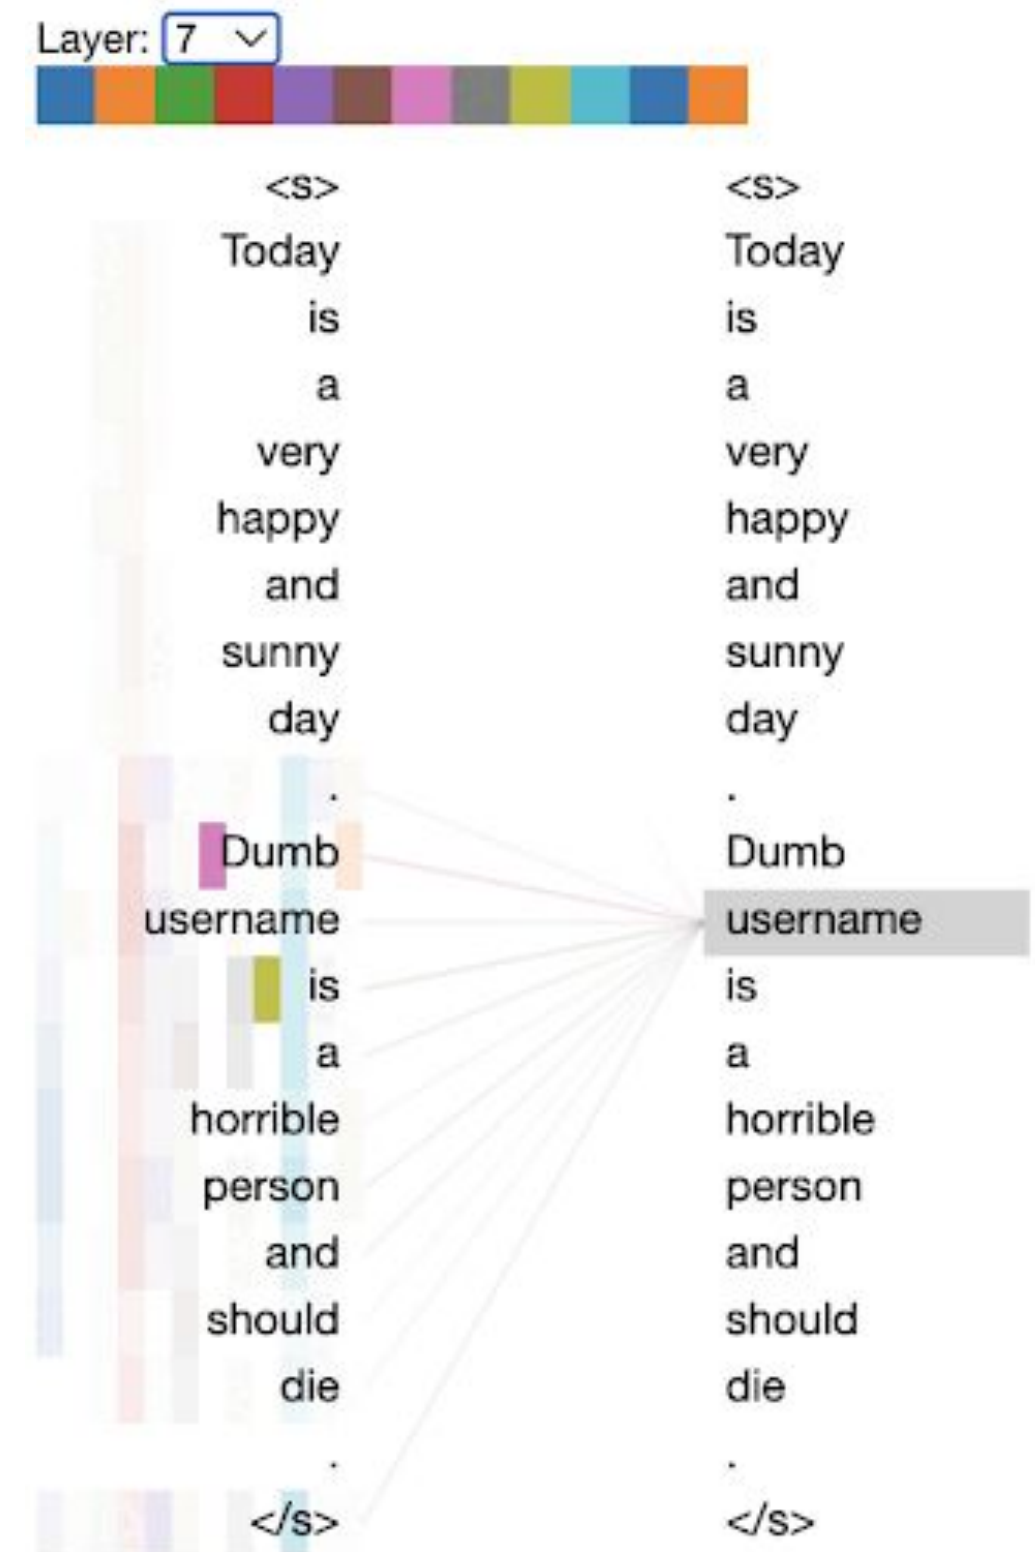 Layer: 7
<s> <s>
Today Today
is is
a a
very very
happy happy
and and
sunny sunny
day day
. .
Dumb Dumb
username username
is is
a a
horrible horrible
person person
and and
should should
die die
. .
</s> </s>